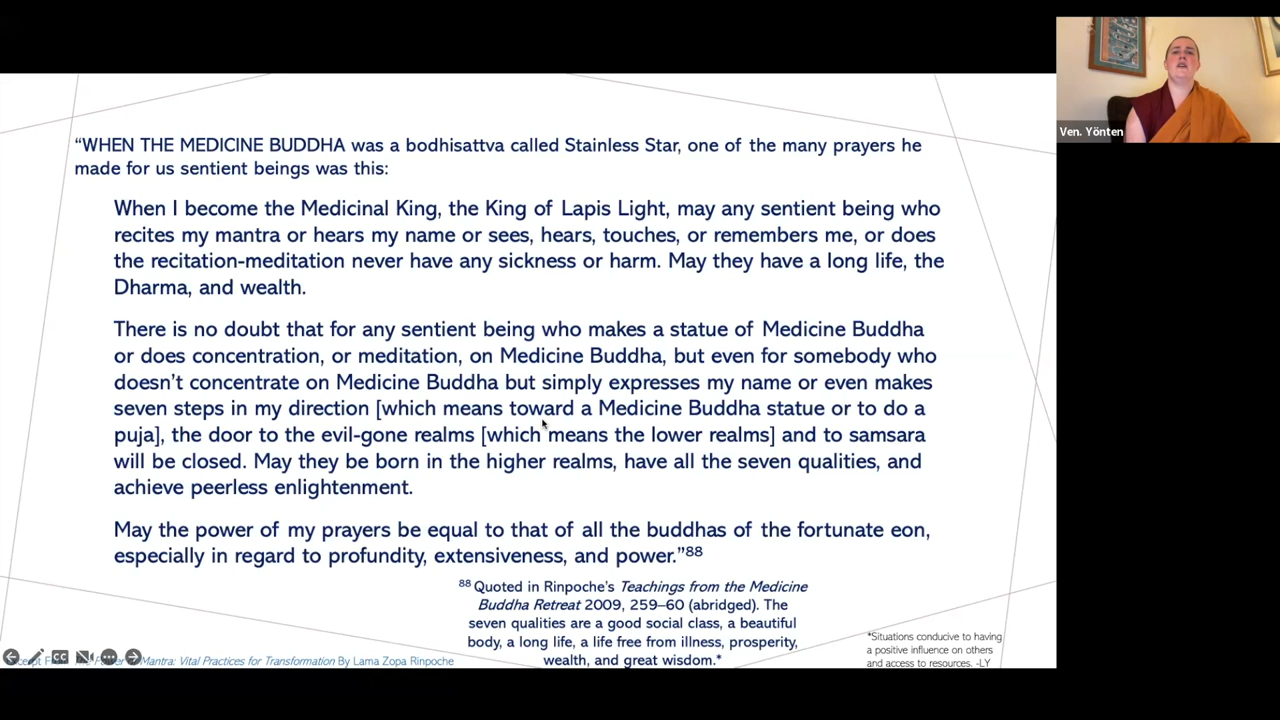 “WHEN THE MEDICINE BUDDHA was a bodhisattva called Stainless Star, one of the many prayers he
made for us sentient beings was this:
When I become the Medicinal King, the King of Lapis Light, may any sentient being who
recites my mantra or hears my name or sees, hears, touches, or remembers me, or does
the recitation-meditation never have any sickness or harm. May they have a long life, the
Dharma, and wealth.
There is no doubt that for any sentient being who makes a statue of Medicine Buddha
or does concentration, or meditation, on Medicine Buddha, but even for somebody who
doesn’t concentrate on Medicine Buddha but simply expresses my name or even makes
seven steps in my direction [which means toward a Medicine Buddha statue or to do a
puja], the door to the evil-gone realms [which means the lower realms] and to samsara
will be closed. May they be born in the higher realms, have all the seven qualities, and
achieve peerless enlightenment.
May the power of my prayers be equal to that of all the buddhas of the fortunate eon,
especially in regard to profundity, extensiveness, and power.”88
88 Quoted in Rinpoche’s Teachings from the Medicine
Buddha Retreat 2009, 259–60 (abridged). The
seven qualities are a good social class, a beautiful
body, a long life, a life free from illness, prosperity,
wealth, and great wisdom.*
*Situations conducive to having
a positive influence on others
and access to resources. -LY
Mantra: Vital Practices for Transformation By Lama Zopa Rinpoche
CC
Ven. Yönten